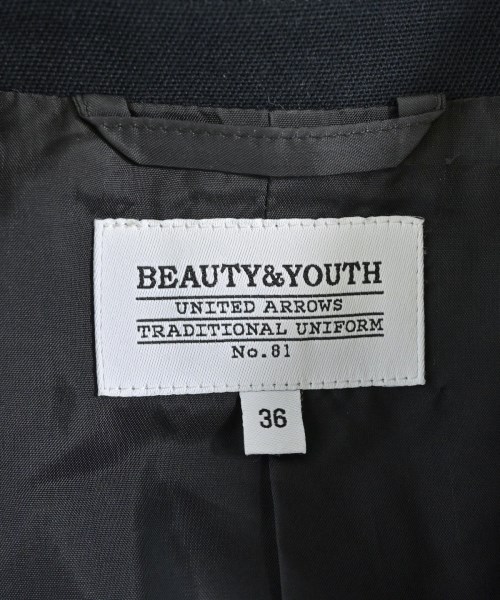 BEAUTY&YOUTH
UNITED ARROWS
TRADITIONAL UNIFORM
No.81
36